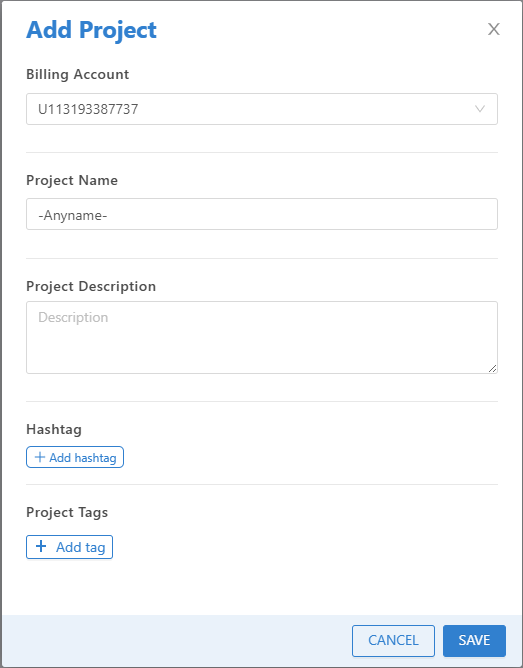 Add Project
Billing Account
U113193387737
Project Name
-Anyname-
Project Description
Description
Hashtag
+ Add hashtag
Project Tags
+ Add tag
CANCEL SAVE